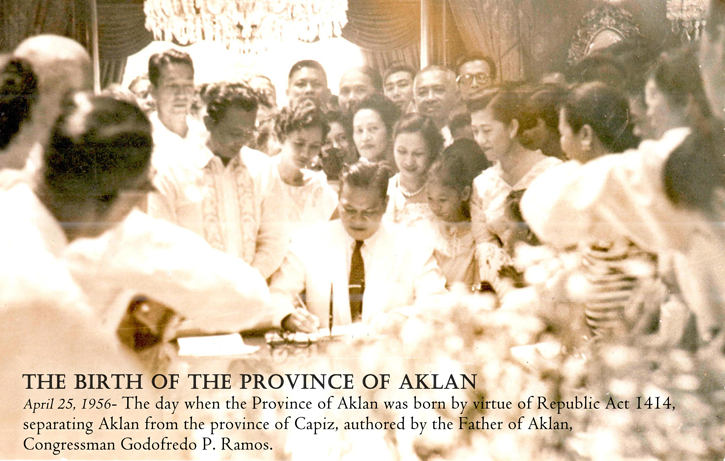 THE BIRTH OF THE PROVINCE OF AKLAN
April 25, 1956- The day when the Province of Aklan was born by virtue of Republic Act 1414,
separating Aklan from the province of Capiz, authored by the Father of Aklan,
Congressman Godofredo P. Ramos.